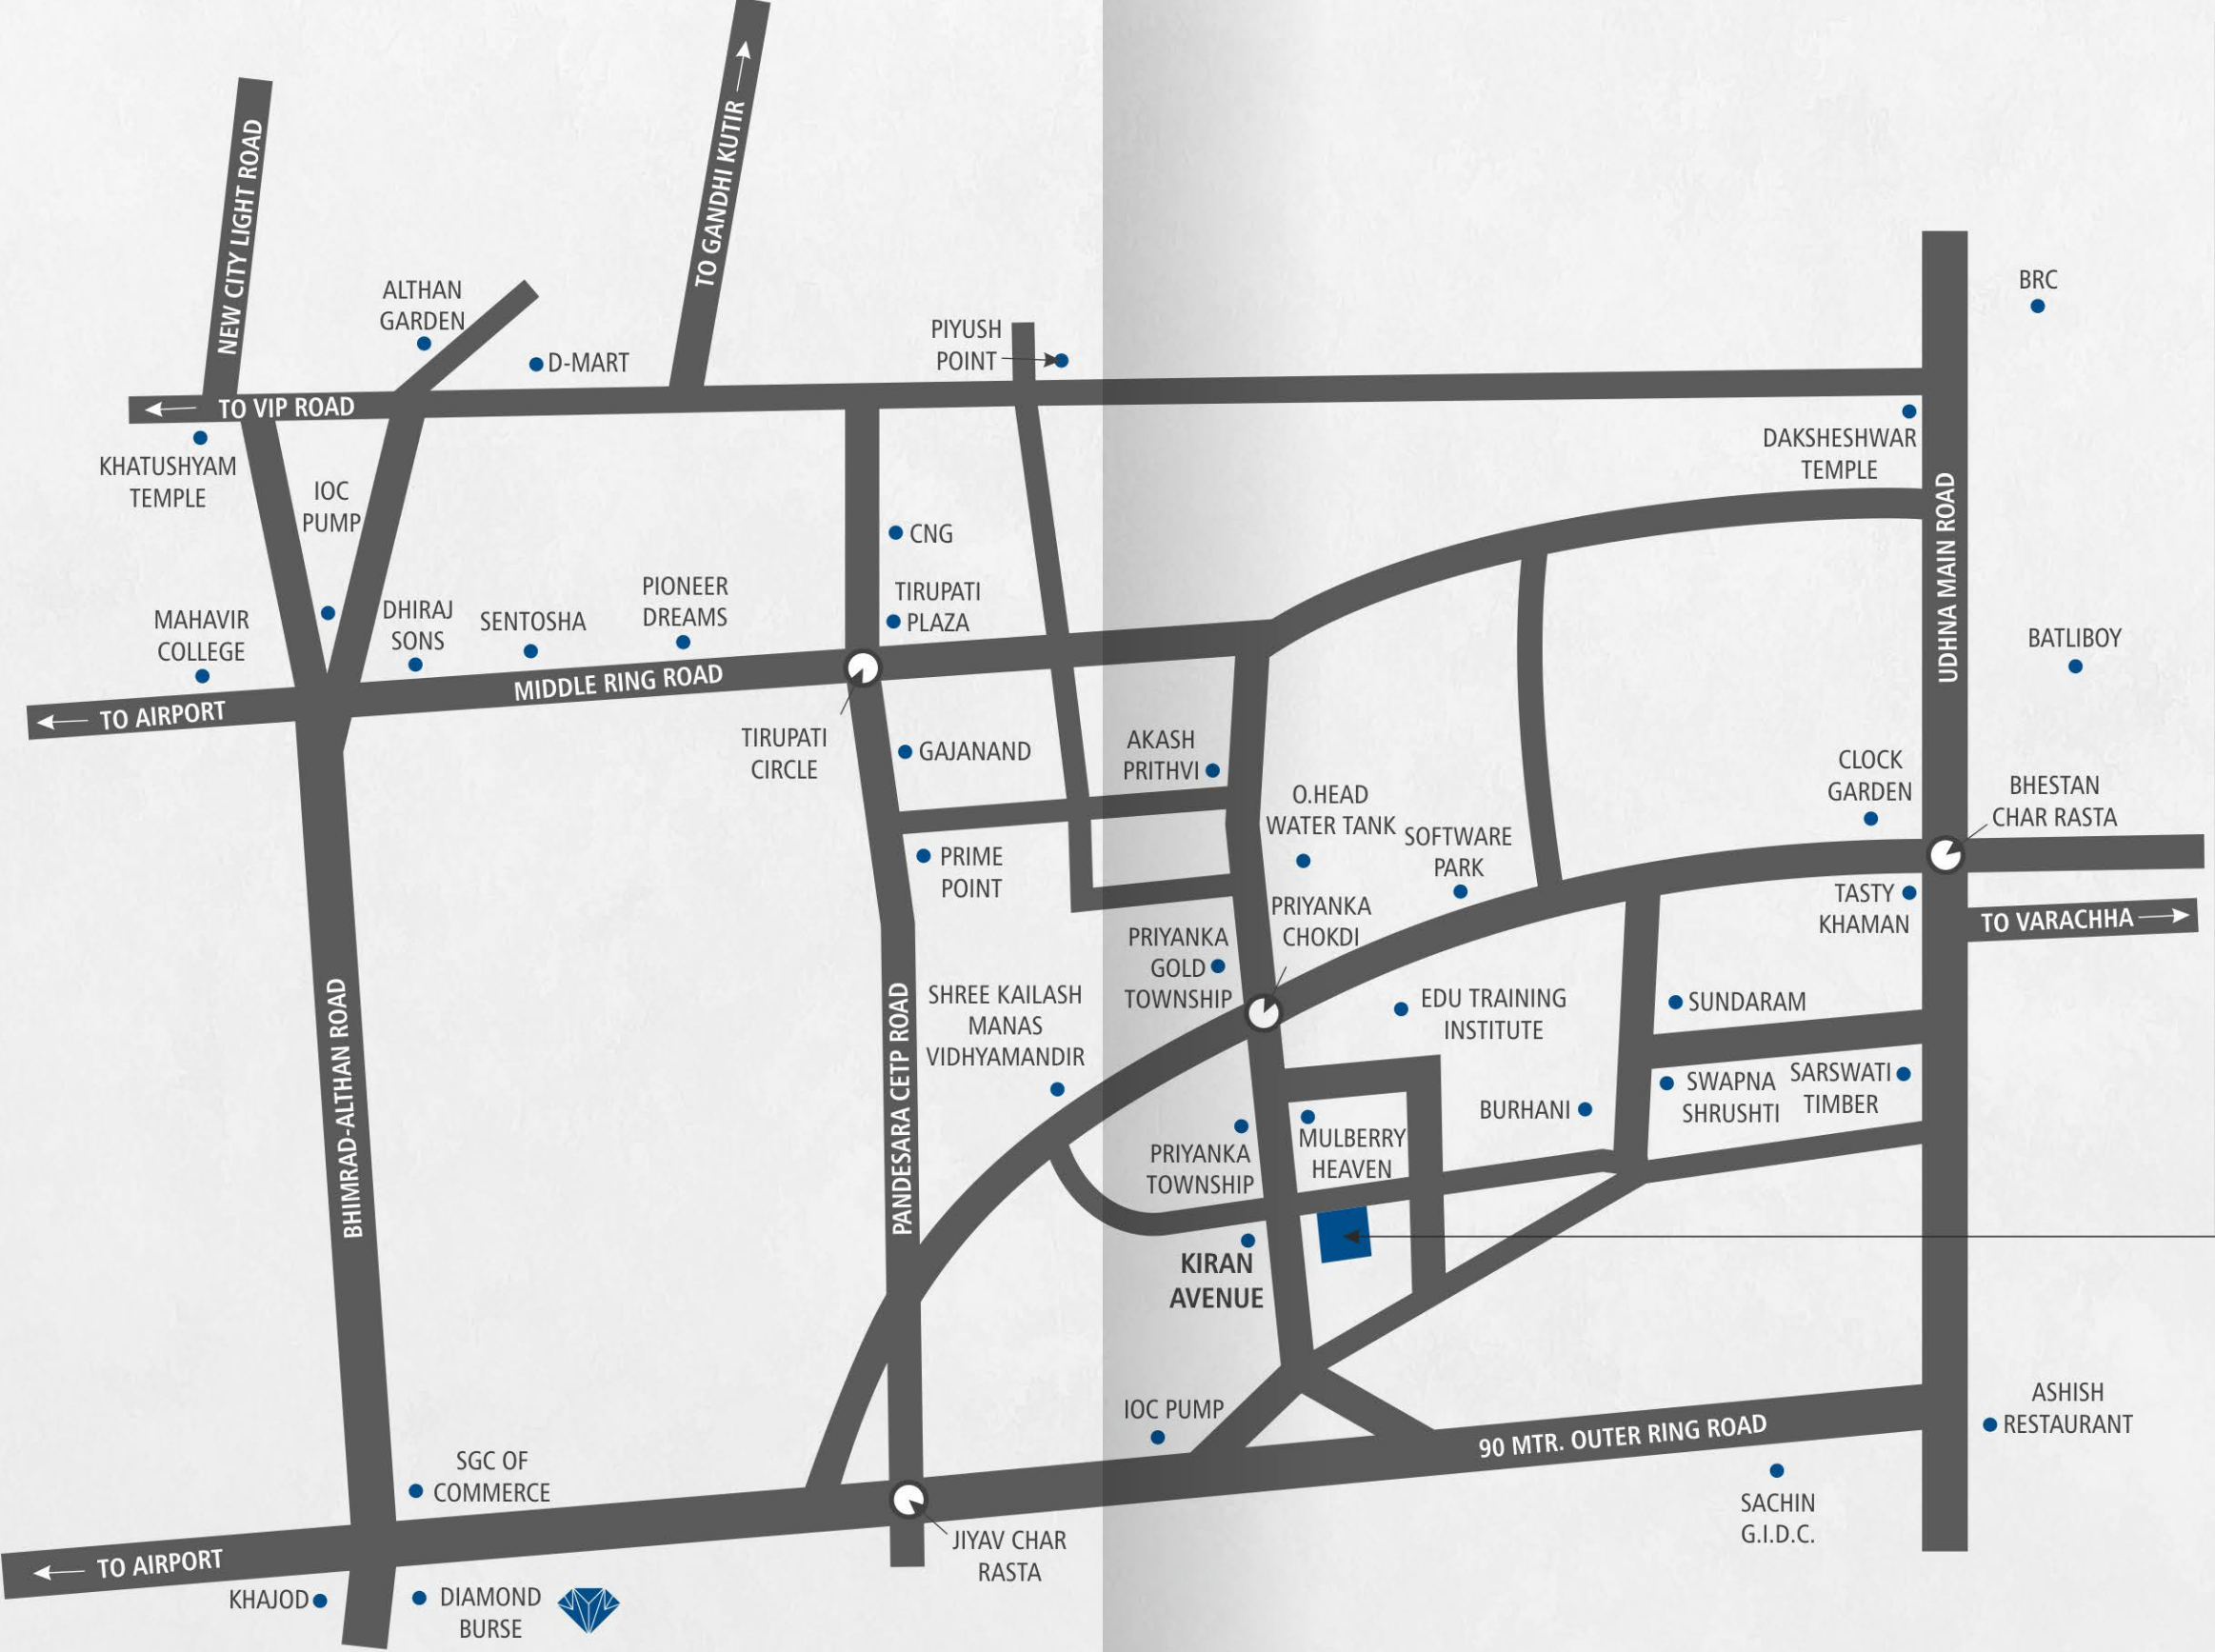 NEW CITY LIGHT ROAD
TO GANDHI KUTIR
ALTHAN
GARDEN
D-MART
PIYUSH
POINT
BRC
TO VIP ROAD
KHATUSHYAM
TEMPLE
IOC
PUMP
DAKSHESHWAR
TEMPLE
UDHNA MAIN ROAD
CNG
TIRUPATI
PLAZA
MAHAVIR
COLLEGE
DHIRAJ
SONS
SENTOSHA
PIONEER
DREAMS
MIDDLE RING ROAD
TO AIRPORT
BATLIBOY
TIRUPATI
CIRCLE
GAJANAND
AKASH
PRITHVI
O.HEAD
WATER TANK
SOFTWARE
PARK
CLOCK
GARDEN
BHESTAN
CHAR RASTA
PRIME
POINT
PRIYANKA
CHOKDI
TASTY
KHAMAN
TO VARACHHA
PRIYANKA
GOLD
TOWNSHIP
SHREE KAILASH
MANAS
VIDHYAMANDIR
EDU TRAINING
INSTITUTE
SUNDARAM
BHIMRAD-ALTHAN ROAD
PANDESARA CETP ROAD
SWAPNA
SHRUSHTI
SARSWATI
TIMBER
BURHANI
PRIYANKA
TOWNSHIP
MULBERRY
HEAVEN
KIRAN
AVENUE
IOC PUMP
90 MTR. OUTER RING ROAD
ASHISH
RESTAURANT
SGC OF
COMMERCE
SACHIN
G.I.D.C.
JIYAV CHAR
RASTA
TO AIRPORT
KHAJOD
DIAMOND
BURSE